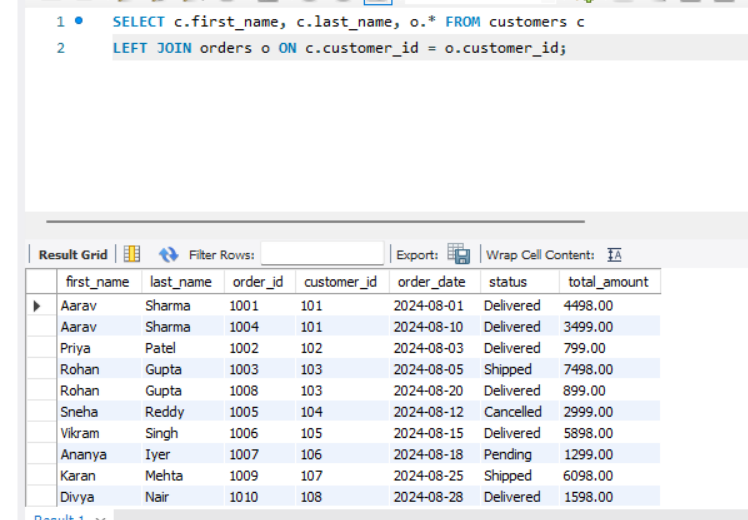 1 SELECT c.first_name, c.last_name, o.* FROM customers c
2 LEFT JOIN orders o ON c.customer_id = o.customer_id;
Result Grid Filter Rows: Export: Wrap Cell Content:
first_name last_name order_id customer_id order_date status total_amount
Aarav Sharma 1001 101 2024-08-01 Delivered 4498.00
Aarav Sharma 1004 101 2024-08-10 Delivered 3499.00
Priya Patel 1002 102 2024-08-03 Delivered 799.00
Rohan Gupta 1003 103 2024-08-05 Shipped 7498.00
Rohan Gupta 1008 103 2024-08-20 Delivered 899.00
Sneha Reddy 1005 104 2024-08-12 Cancelled 2999.00
Vikram Singh 1006 105 2024-08-15 Delivered 5898.00
Ananya Iyer 1007 106 2024-08-18 Pending 1299.00
Karan Mehta 1009 107 2024-08-25 Shipped 6098.00
Divya Nair 1010 108 2024-08-28 Delivered 1598.00
Result 1